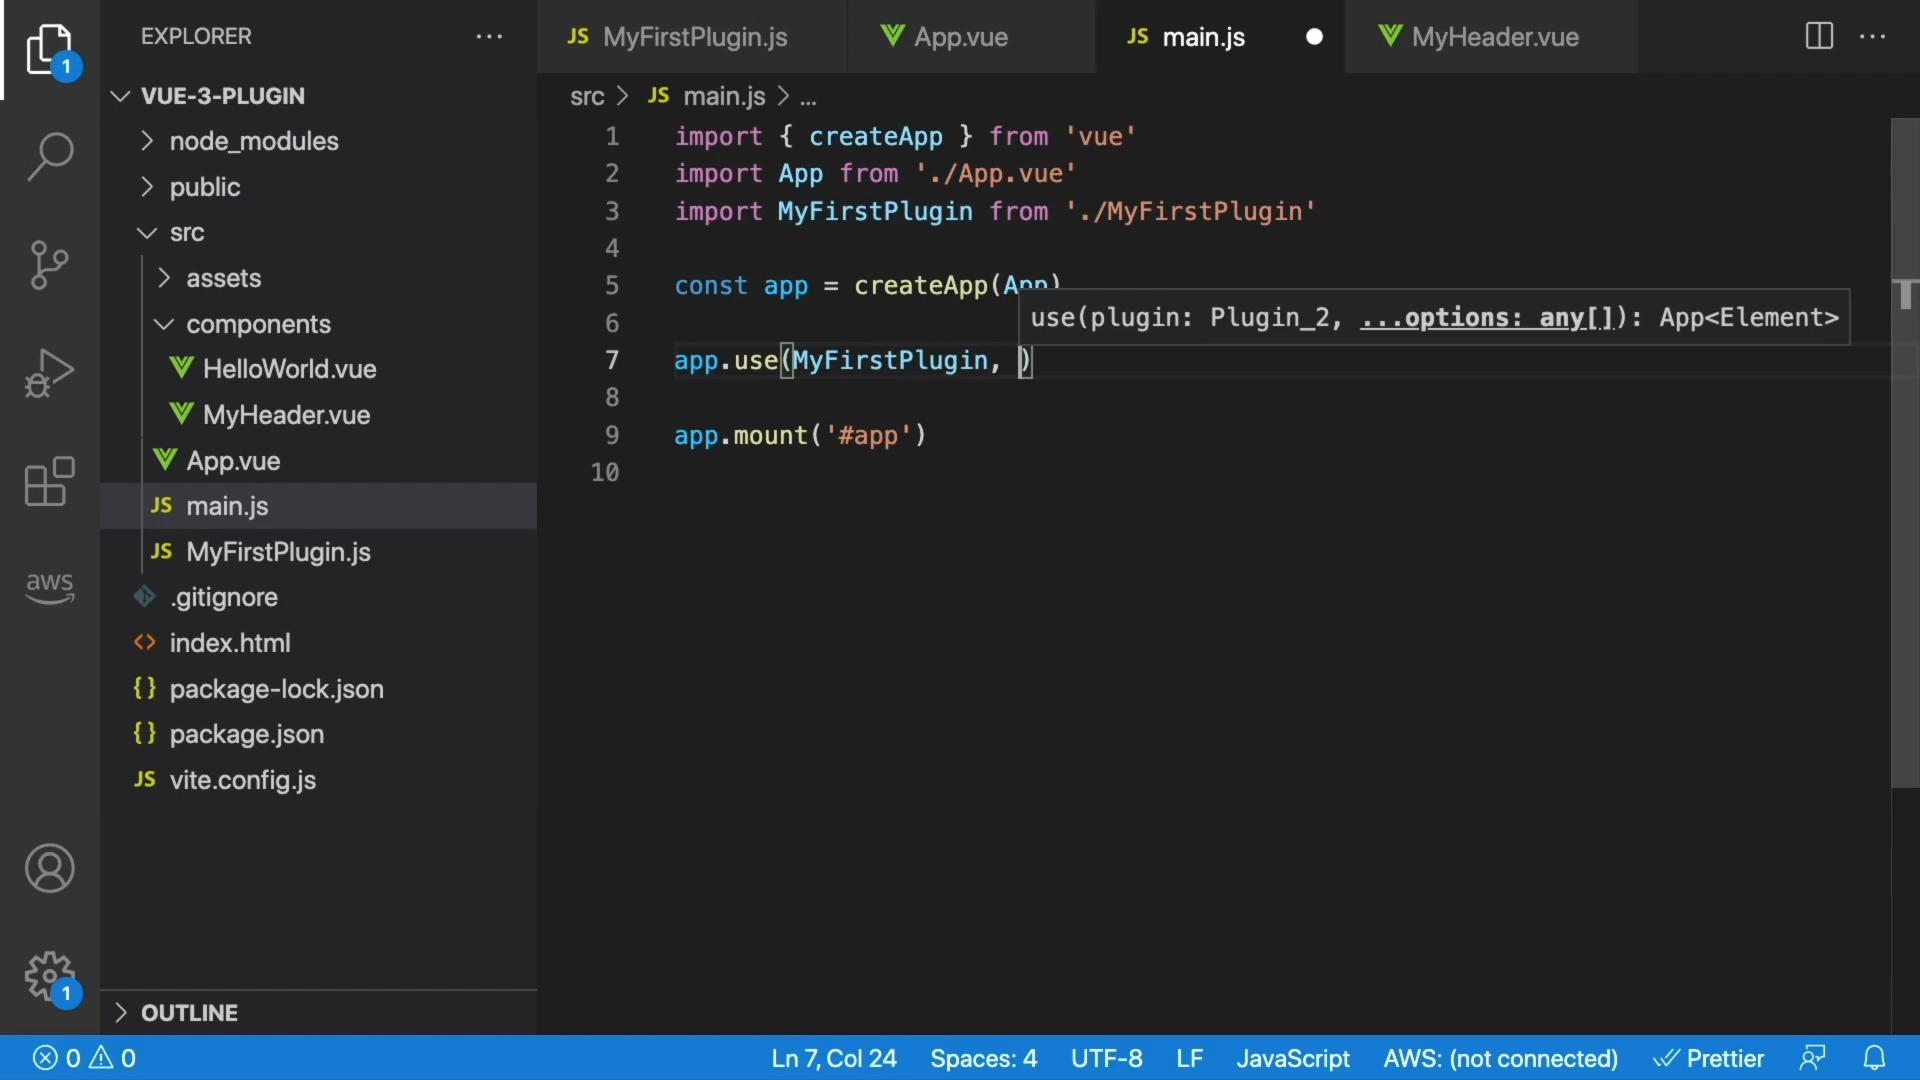 EXPLORER
VUE-3-PLUGIN
node_modules
public
src
assets
components
HelloWorld.vue
MyHeader.vue
App.vue
JS main.js
JS MyFirstPlugin.js
.gitignore
<> index.html
{} package-lock.json
{} package.json
JS vite.config.js
OUTLINE
1
aws
1
JS MyFirstPlugin.js
App.vue
JS main.js
MyHeader.vue
src > JS main.js > ...
1 import { createApp } from 'vue'
2 import App from './App.vue'
3 import MyFirstPlugin from './MyFirstPlugin'
4
5 const app = createApp(App)
use(plugin: Plugin_2, ...options: any[]): App<Element>
6
7 app.use(MyFirstPlugin, )
8
9 app.mount('#app')
10
0 0 Ln 7, Col 24 Spaces: 4 UTF-8 LF JavaScript AWS: (not connected) Prettier